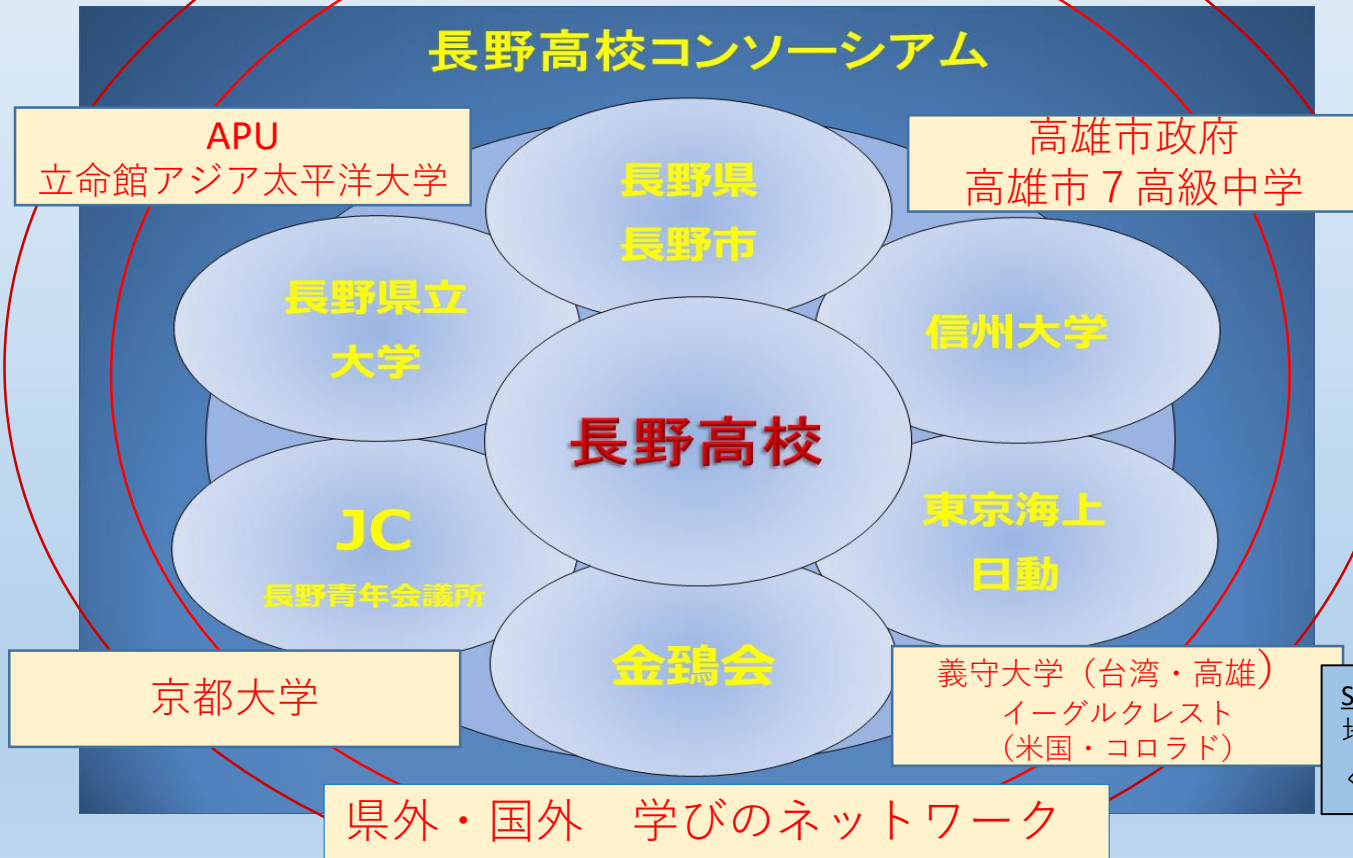 長野高校コンソーシアム
APU
立命館アジア太平洋大学
高雄市政府
高雄市７高級中学
長野県
長野市
長野県立
大学
信州大学
長野高校
JC
長野青年会議所
東京海上
日動
金鵄会
京都大学
義守大学（台湾・高雄）
イーグルクレスト
（米国・コロラド）
県外・国外　学びのネットワーク
S